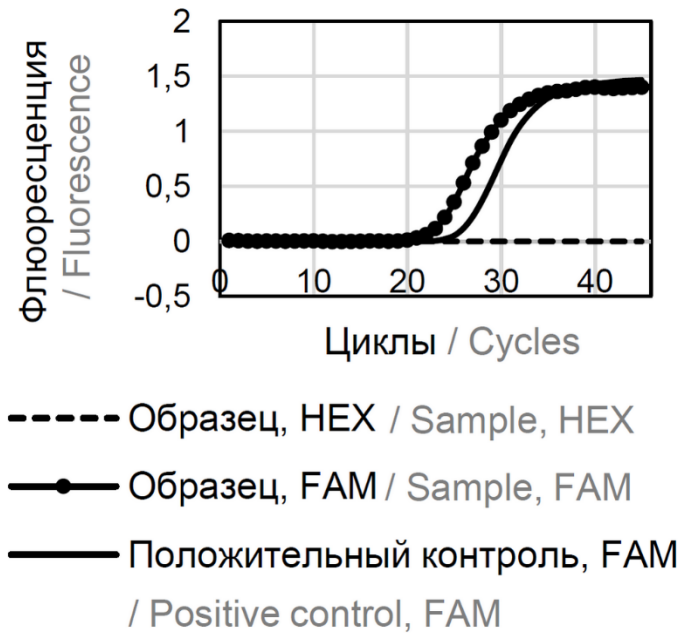 Флюоресценция
/ Fluorescence
2
1,5
1
0,5
0
-0,5
0 10 20 30 40
Циклы / Cycles
Образец, HEX / Sample, HEX
Образец, FAM / Sample, FAM
Положительный контроль, FAM
/ Positive control, FAM